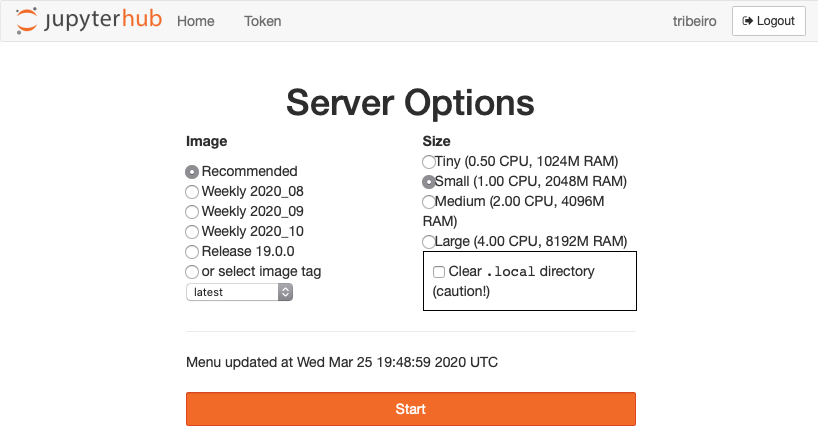 jupyterhub Home Token tribeiro Logout
Server Options
Image
Recommended
Weekly 2020_08
Weekly 2020_09
Weekly 2020_10
Release 19.0.0
or select image tag
latest
Size
Tiny (0.50 CPU, 1024M RAM)
Small (1.00 CPU, 2048M RAM)
Medium (2.00 CPU, 4096M
RAM)
Large (4.00 CPU, 8192M RAM)
Clear .local directory
(caution!)
Menu updated at Wed Mar 25 19:48:59 2020 UTC
Start